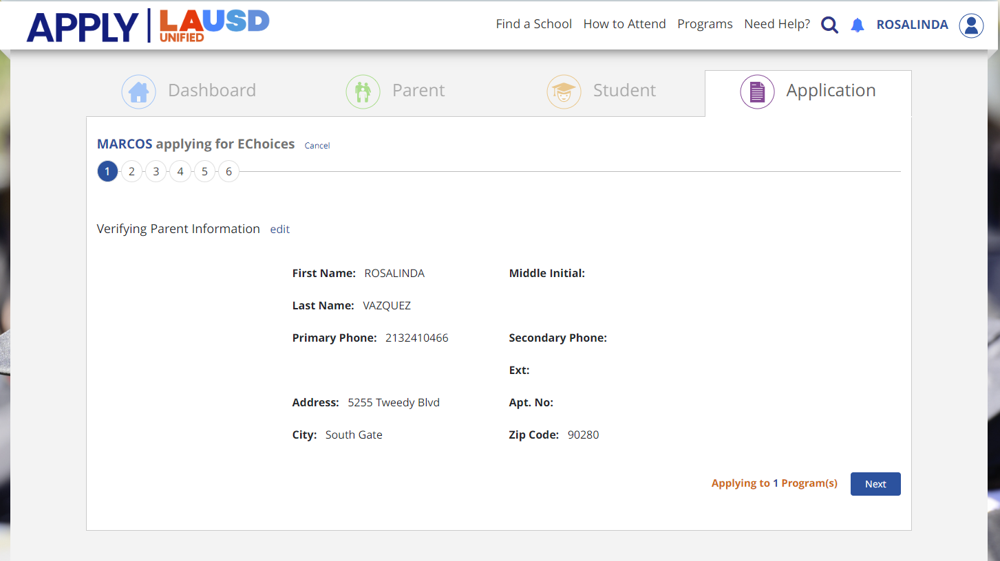 APPLY LAUSD UNIFIED
Find a School How to Attend Programs Need Help? ROSALINDA
Dashboard Parent Student Application
MARCOS applying for EChoices Cancel
1 2 3 4 5 6
Verifying Parent Information edit
First Name: ROSALINDA Middle Initial:
Last Name: VAZQUEZ
Primary Phone: 2132410466 Secondary Phone:
Ext:
Address: 5255 Tweedy Blvd Apt. No:
City: South Gate Zip Code: 90280
Applying to 1 Program(s) Next